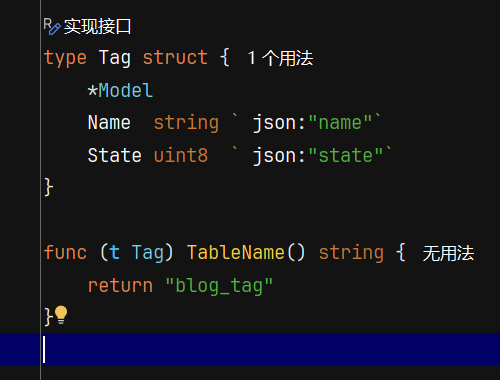 实现接口
type Tag struct { 1 个用法
*Model
Name  string ` json:"name"`
State uint8  ` json:"state"`
}
func (t Tag) TableName() string { 无用法
return "blog_tag"
}